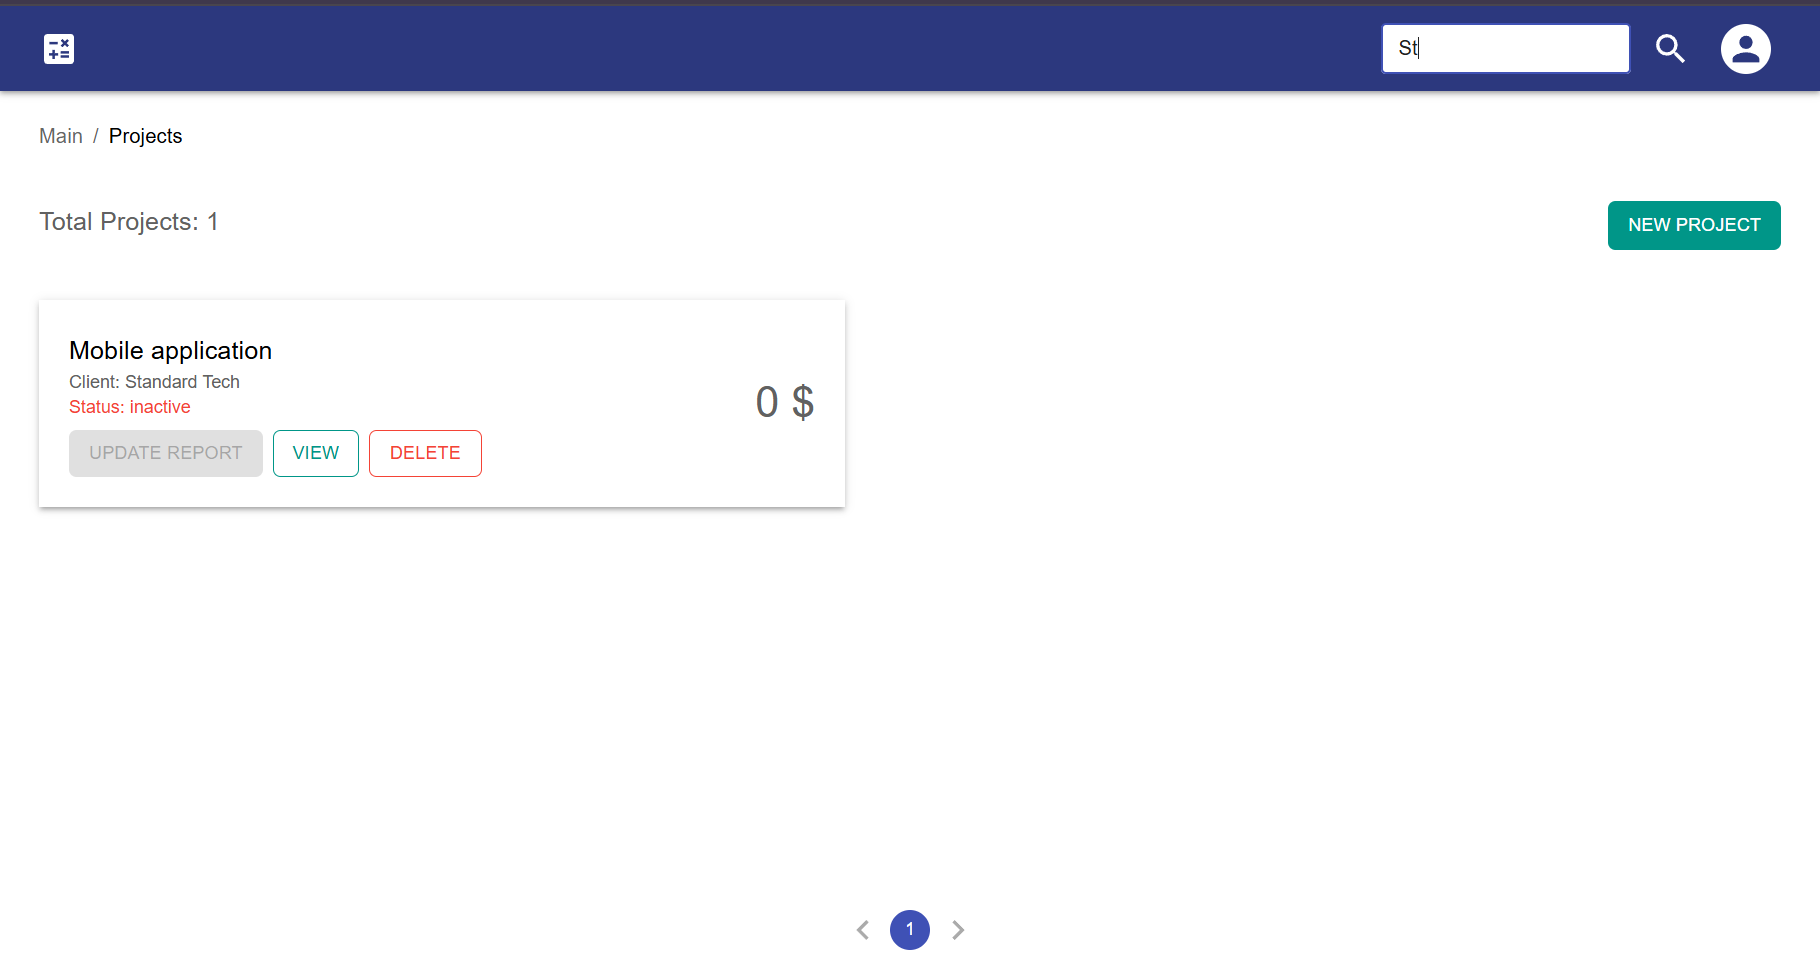 St
Main / Projects
Total Projects: 1
NEW PROJECT
Mobile application
Client: Standard Tech
Status: inactive
0 $
UPDATE REPORT VIEW DELETE
1